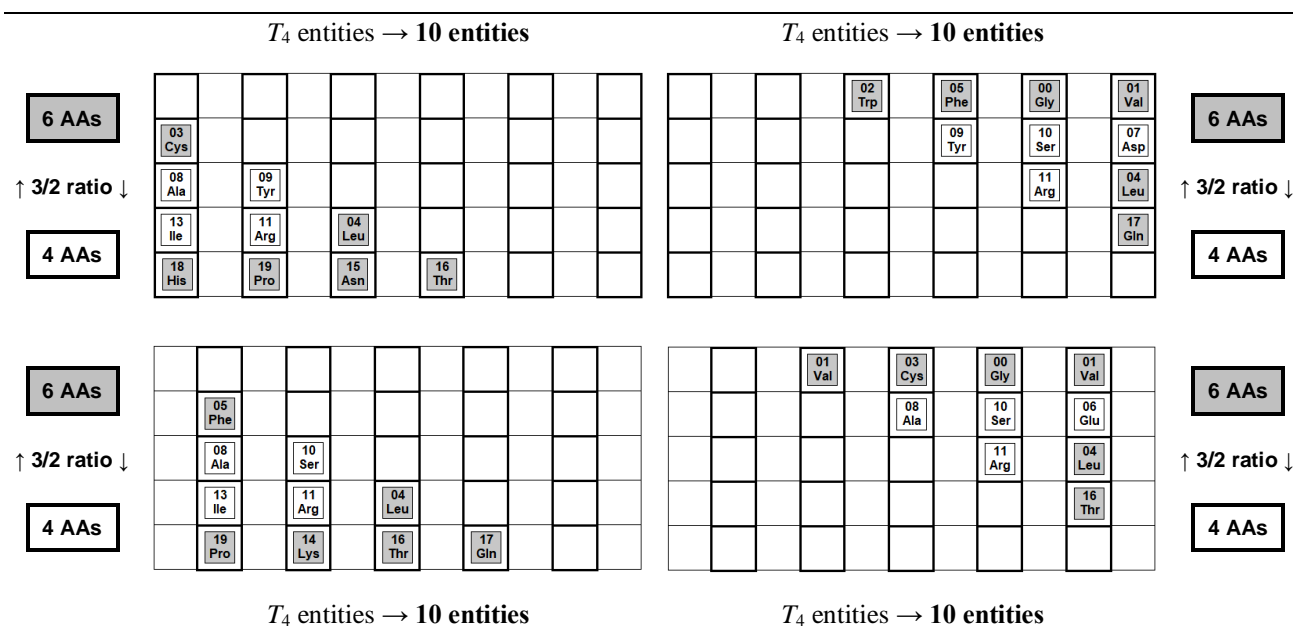 T₄ entities → 10 entities T₄ entities → 10 entities
02 05 00 01
Trp Phe Gly Val
6 AAs 6 AAs
03 09 10 07
Cys Tyr Ser Asp
08 09 11 04
Ala Tyr Arg Leu
↑ 3/2 ratio ↓ ↑ 3/2 ratio ↓
13 11 04 17
Ile Arg Leu Gln
4 AAs 4 AAs
18 19 15 16
His Pro Asn Thr
01 03 00 01
Val Cys Gly Val
6 AAs 6 AAs
05 08 10 06
Phe Ala Ser Glu
08 10 11 04
Ala Ser Arg Leu
↑ 3/2 ratio ↓ ↑ 3/2 ratio ↓
13 11 04 16
Ile Arg Leu Thr
4 AAs 4 AAs
19 14 16 17
Pro Lys Thr Gln
T₄ entities → 10 entities T₄ entities → 10 entities